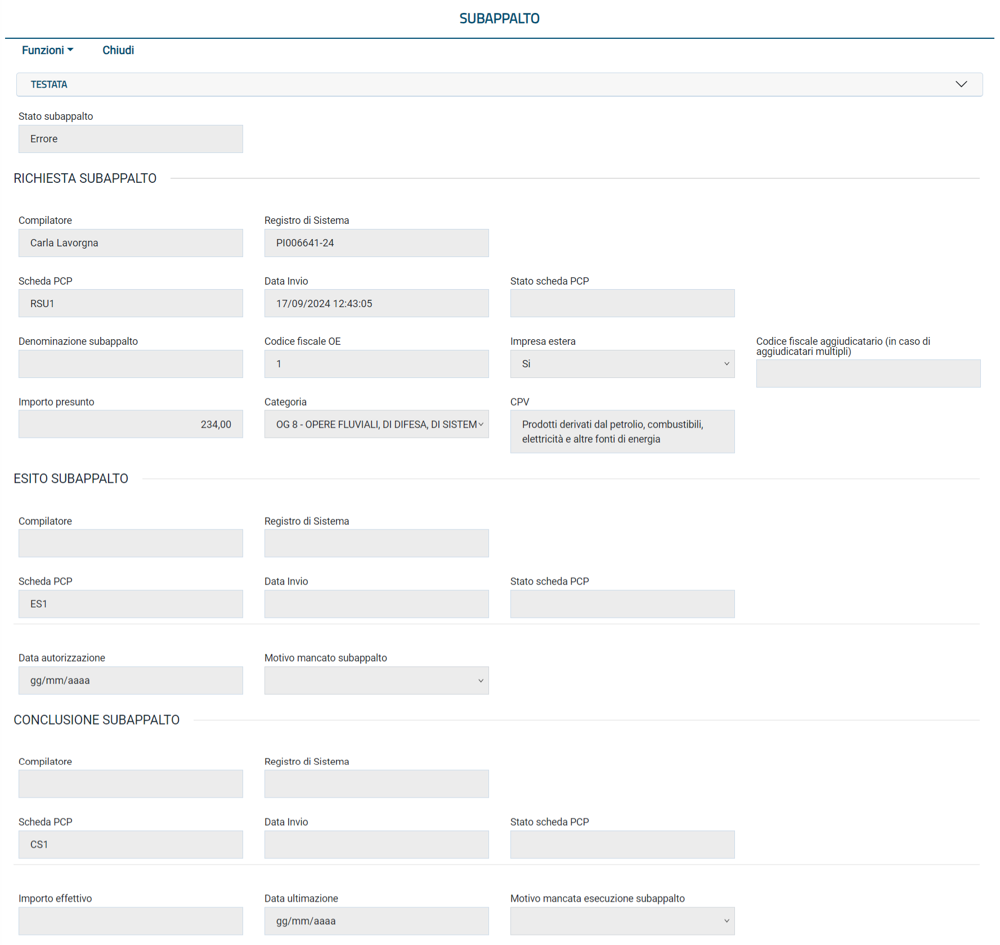 SUBAPPALTO
Funzioni Chiudi
TESTATA
Stato subappalto
Errore
RICHIESTA SUBAPPALTO
Compilatore Registro di Sistema
Carla Lavorgna PI006641-24
Scheda PCP Data Invio Stato scheda PCP
RSU1 17/09/2024 12:43:05
Denominazione subappalto Codice fiscale OE Impresa estera Codice fiscale aggiudicatario (in caso di
aggiudicatari multipli)
1 Si
Importo presunto Categoria CPV
234,00 OG 8 - OPERE FLUVIALI, DI DIFESA, DI SISTEM Prodotti derivati dal petrolio, combustibili,
elettricità e altre fonti di energia
ESITO SUBAPPALTO
Compilatore Registro di Sistema
Scheda PCP Data Invio Stato scheda PCP
ES1
Data autorizzazione Motivo mancato subappalto
gg/mm/aaaa
CONCLUSIONE SUBAPPALTO
Compilatore Registro di Sistema
Scheda PCP Data Invio Stato scheda PCP
CS1
Importo effettivo Data ultimazione Motivo mancata esecuzione subappalto
gg/mm/aaaa